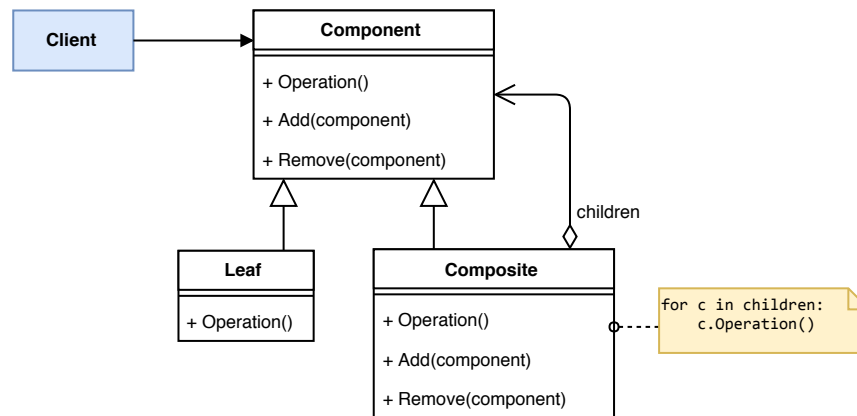 Client
Component
+ Operation()
+ Add(component)
+ Remove(component)
children
Leaf
+ Operation()
Composite
+ Operation()
+ Add(component)
+ Remove(component)
for c in children:
    c.Operation()